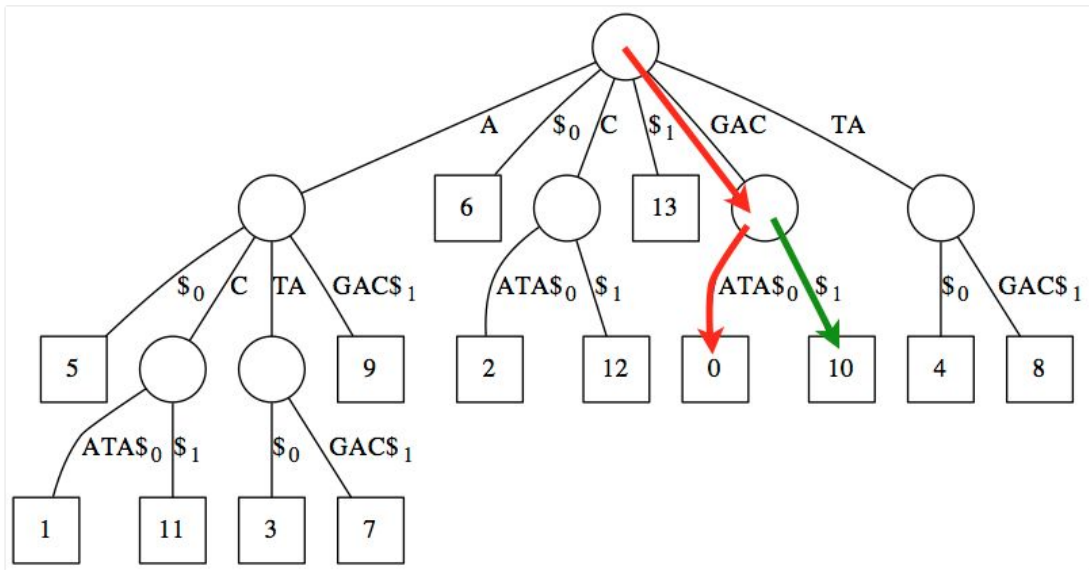 A $0 C $1 GAC TA
6 13
$0 C TA GAC$1 ATA$0 $1 ATA$0 $1 $0 GAC$1
5 9 2 12 0 10 4 8
ATA$0 $1 $0 GAC$1
1 11 3 7